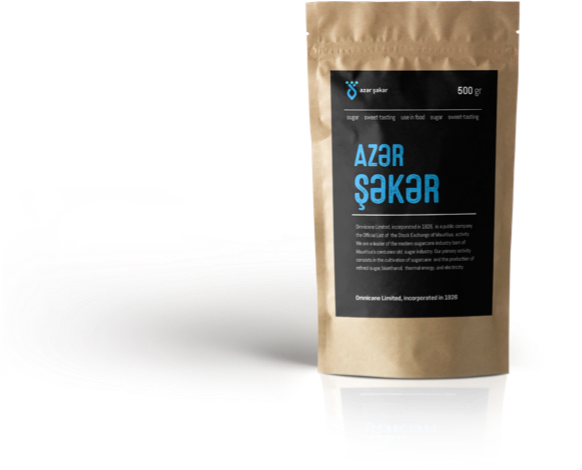 azər şəkər
500 gr
sugar sweet tasting use in food sugar sweet tasting
AZƏR
ŞƏKƏR
Omnicane Limited, incorporated in 1926, is a public company
the Official List of the Stock Exchange of Mauritius. activity
We are a leader of the modern sugarcane industry born of
Mauritius's centuries-old sugar industry. Our primary activity
consists in the cultivation of sugarcane and the production of
refined sugar, bioethanol, thermal energy, and electricity.
Omnicane Limited, incorporated in 1926